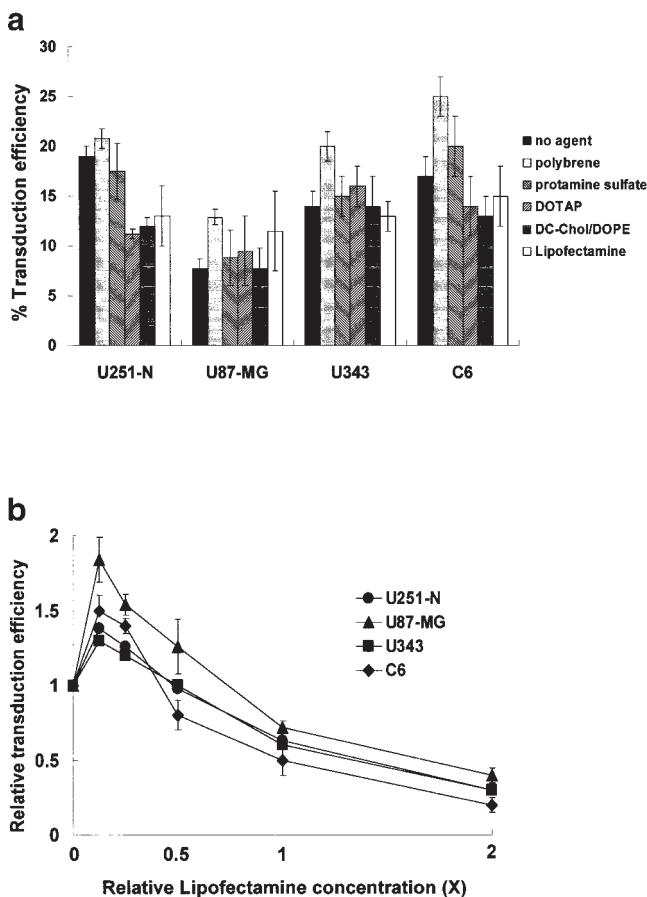 a
30
25
20
15
10
5
0
% Transduction efficiency
U251-N
U87-MG
U343
C6
no agent
polybrene
protamine sulfate
DOTAP
DC-Chol/DOPE
Lipofectamine
b
2
1.5
1
0.5
0
Relative transduction efficiency
0
0.5
1
2
Relative Lipofectamine concentration (X)
U251-N
U87-MG
U343
C6